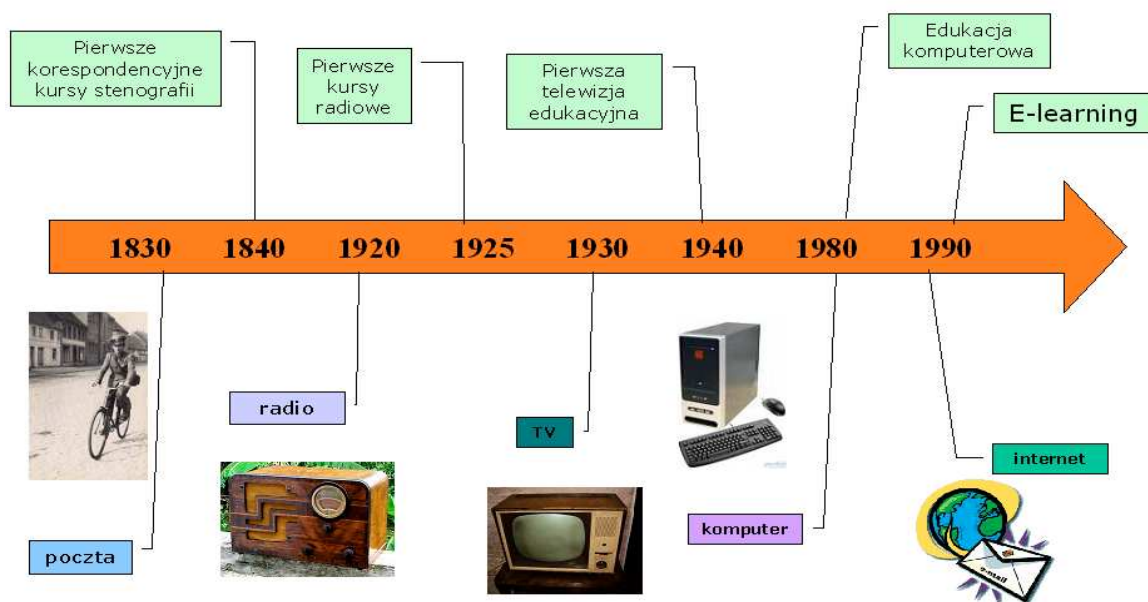 Pierwsze
korespondencyjne
kursy stenografii
Pierwsze
kursy
radiowe
Pierwsza
telewizja
edukacyjna
Edukacja
komputerowa
E-learning
1830 1840 1920 1925 1930 1940 1980 1990
poczta
radio
TV
komputer
internet
e-mail